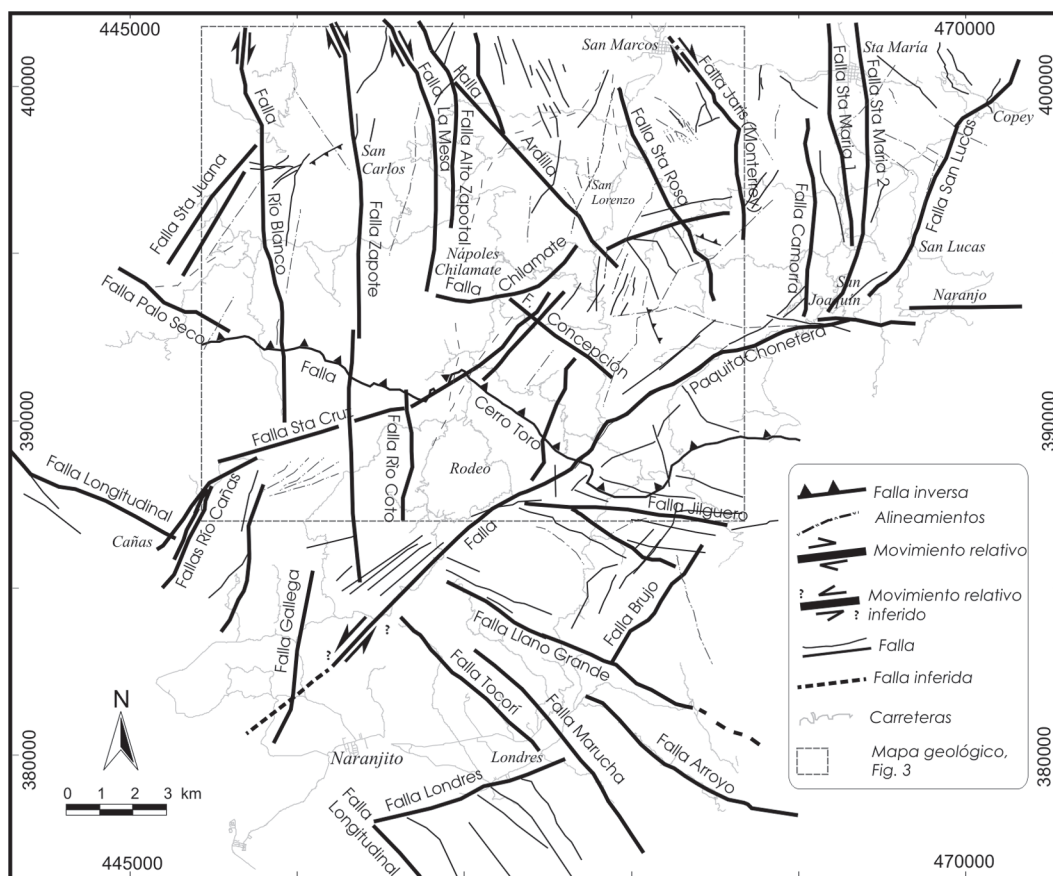 445000
470000
400000
400000
390000
390000
380000
380000
445000
470000
San Marcos
Sta María
Copey
San
Carlos
San
Lorenzo
Nápoles
Chilamate
San Lucas
San
Joaquín
Naranjo
Rodeo
Cañas
Naranjito
Londres
Falla
Río Blanco
Falla Sta Juana
Falla Zapote
Falla
La Mesa
Falla Alto Zapotal
Falla
Ardilla
Falla Sta Rosa
Falla Jaris (Monterrey)
Falla Camorra
Falla Sta Maria 1
Falla Sta Maria 2
Falla San Lucas
Falla Palo Seco
Falla
Chilamate
F. Concepción
Falla
Cerro Toro
Paquita Chonetera
Falla
Falla Sta Cruz
Falla Río Coto
Falla Longitudinal
Fallas Río Cañas
Falla Jilguero
Falla Gallega
Falla Brujo
Falla Llano Grande
Falla Tocorí
Falla Marucha
Falla Arroyo
Falla Londres
Falla
Longitudinal
?
?
N
0 1 2 3 km
Falla inversa
Alineamientos
Movimiento relativo
?
Movimiento relativo
inferido
?
Falla
Falla inferida
Carreteras
Mapa geológico,
Fig. 3